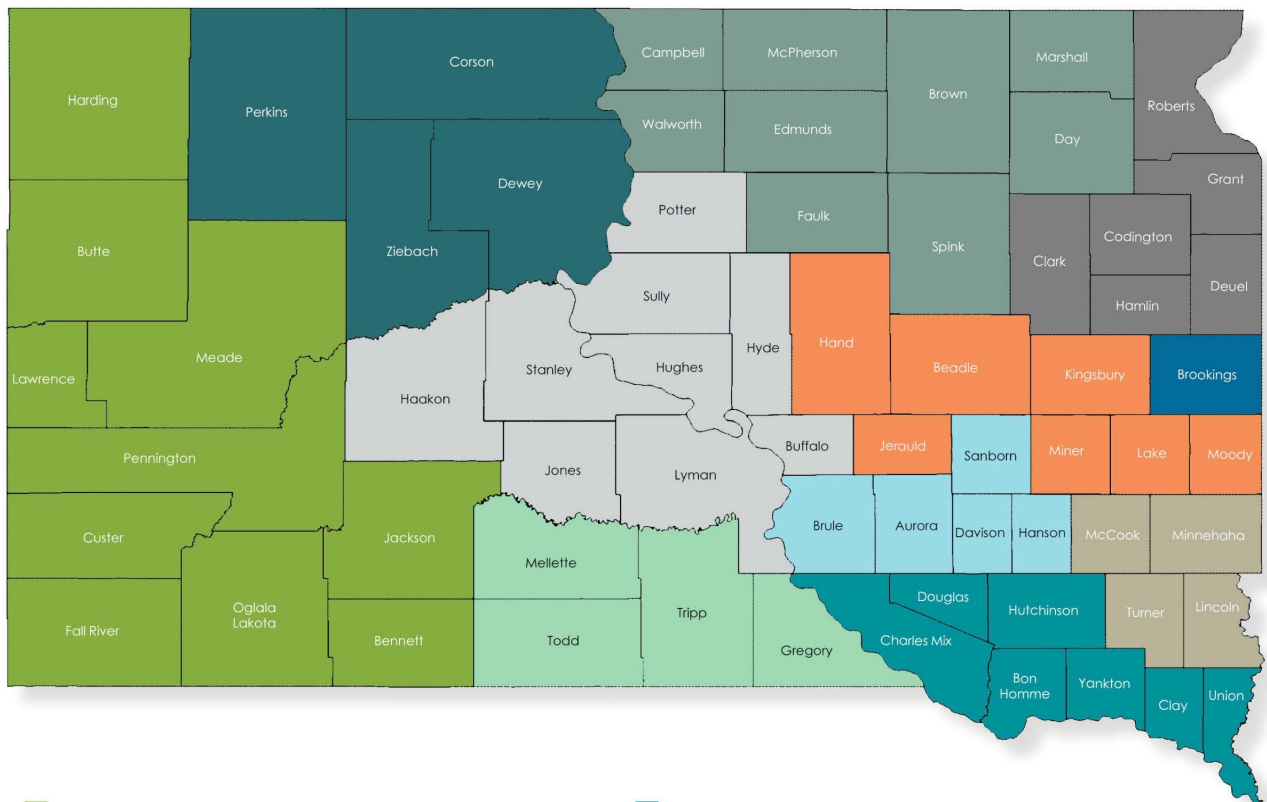 Campbell
McPherson
Marshall
Corson
Harding
Perkins
Brown
Roberts
Walworth
Edmunds
Day
Dewey
Grant
Potter
Faulk
Codington
Butte
Ziebach
Spink
Clark
Deuel
Sully
Hamlin
Hyde
Hand
Meade
Hughes
Beadle
Kingsbury
Brookings
Lawrence
Stanley
Haakon
Buffalo
Jerauld
Sanborn
Miner
Lake
Moody
Pennington
Jones
Lyman
Brule
Aurora
Davison
Hanson
McCook
Minnehaha
Custer
Jackson
Mellette
Douglas
Hutchinson
Turner
Lincoln
Oglala
Lakota
Fall River
Bennett
Todd
Tripp
Gregory
Charles Mix
Bon
Homme
Yankton
Clay
Union